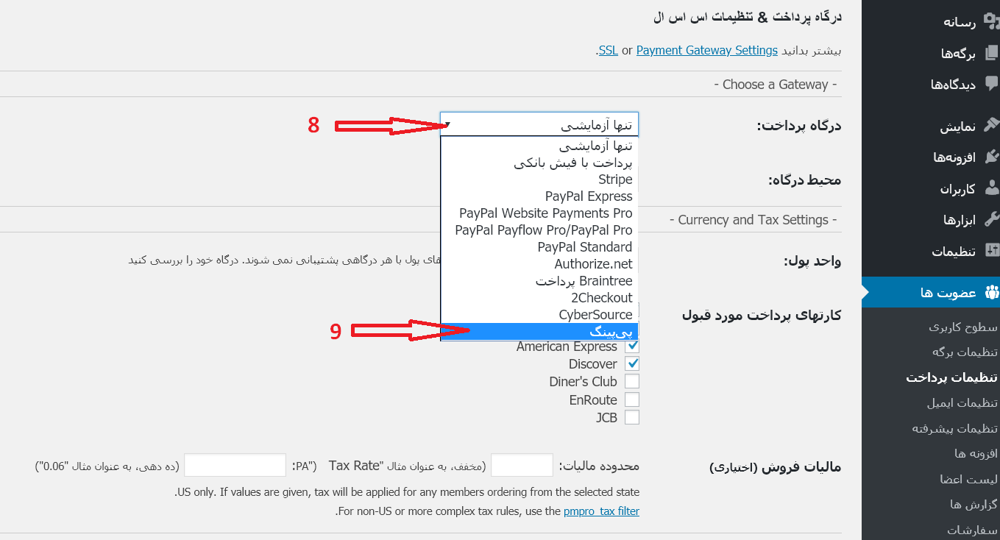 درگاه پرداخت & تنظیمات اس اس ال
بیشتر بدانید Payment Gateway Settings or SSL.
- Choose a Gateway -
درگاه پرداخت:
تنها آزمایشی
8
تنها آزمایشی
پرداخت با فیش بانکی
Stripe
PayPal Express
PayPal Website Payments Pro
PayPal Payflow Pro/PayPal Pro
PayPal Standard
Authorize.net
Braintree پرداخت
2Checkout
CyberSource
پی‌پینگ
9
محیط درگاه:
- Currency and Tax Settings -
واحد پول:
های پول با هر درگاهی پشتیبانی نمی شوند. درگاه خود را بررسی کنید
کارتهای پرداخت مورد قبول
American Express
Discover
Diner's Club
EnRoute
JCB
مالیات فروش (اختیاری)
محدوده مالیات:
(مخفف، به عنوان مثال "PA") Tax Rate:
(ده دهی، به عنوان مثال "0.06")
US only. If values are given, tax will be applied for any members ordering from the selected state.
For non-US or more complex tax rules, use the pmpro_tax filter.
رسانه
برگه‌ها
دیدگاه‌ها
نمایش
افزونه‌ها
کاربران
ابزارها
تنظیمات
عضویت ها
سطوح کاربری
تنظیمات برگه
تنظیمات پرداخت
تنظیمات ایمیل
تنظیمات پیشرفته
افزونه ها
لیست اعضا
گزارش ها
سفارشات